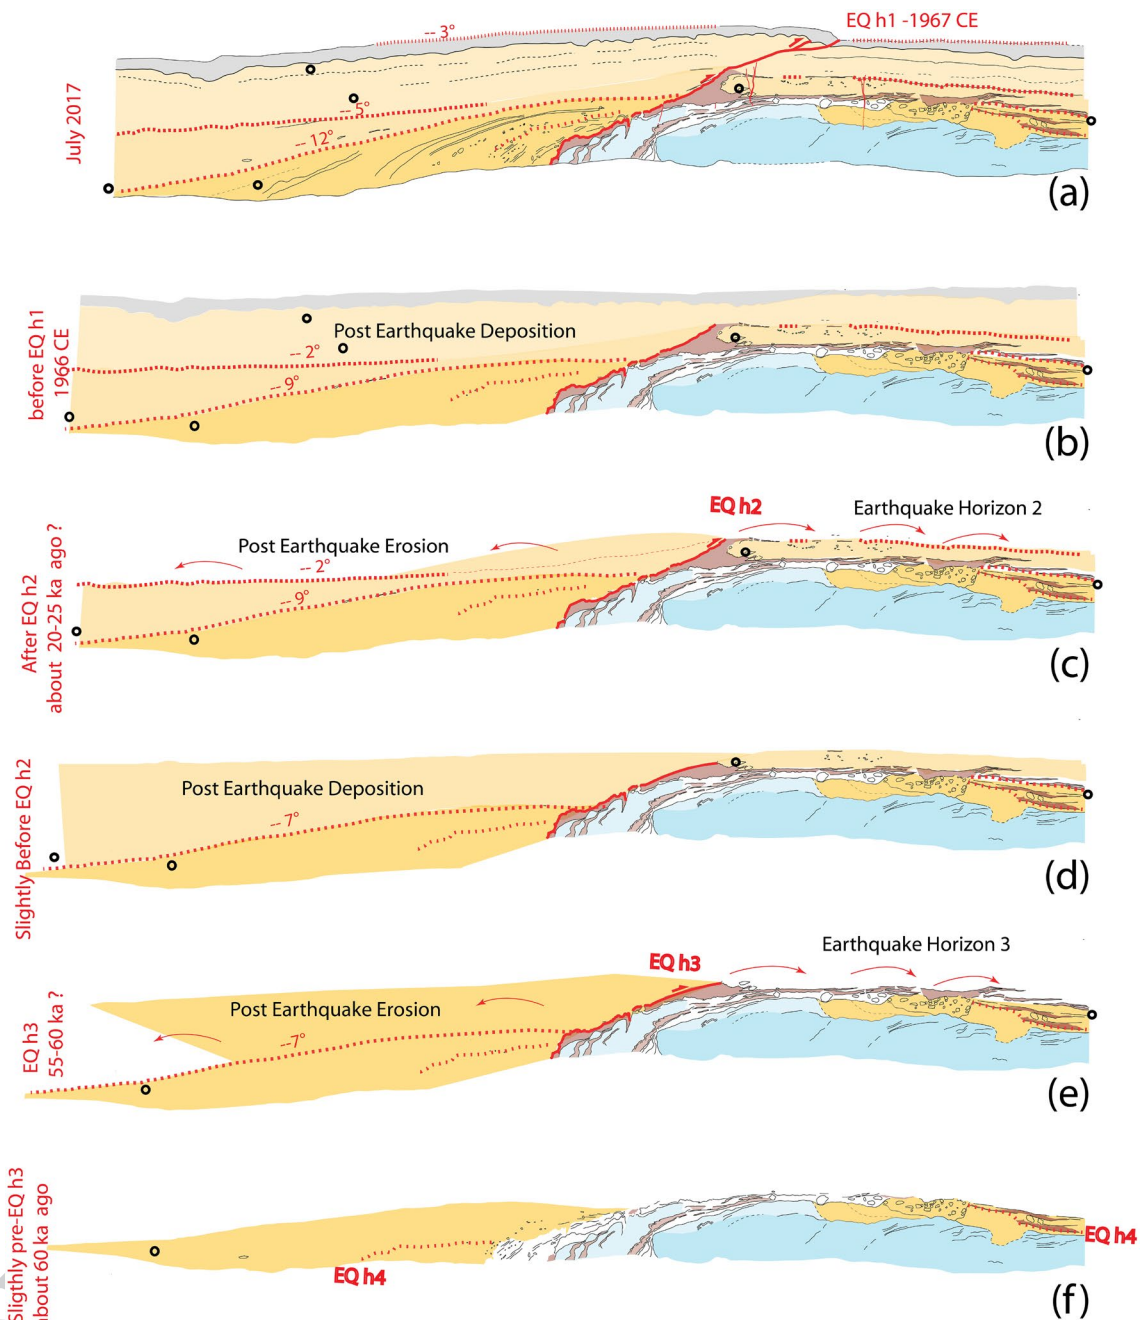 EQ h1 -1967 CE
-- 3°
July 2017
--5°
-- 12°
(a)
before EQ h1
1966 CE
Post Earthquake Deposition
-- 2°
-- 9°
(b)
EQ h2
Earthquake Horizon 2
After EQ h2
about 20-25 ka ago ?
Post Earthquake Erosion
-- 2°
--9°
(c)
Slightly Before EQ h2
Post Earthquake Deposition
-- 7°
(d)
Earthquake Horizon 3
EQ h3
EQ h3
55-60 ka ?
Post Earthquake Erosion
--7°
(e)
Sligthly pre-EQ h3
about 60 ka ago
EQ h4
EQ h4
(f)